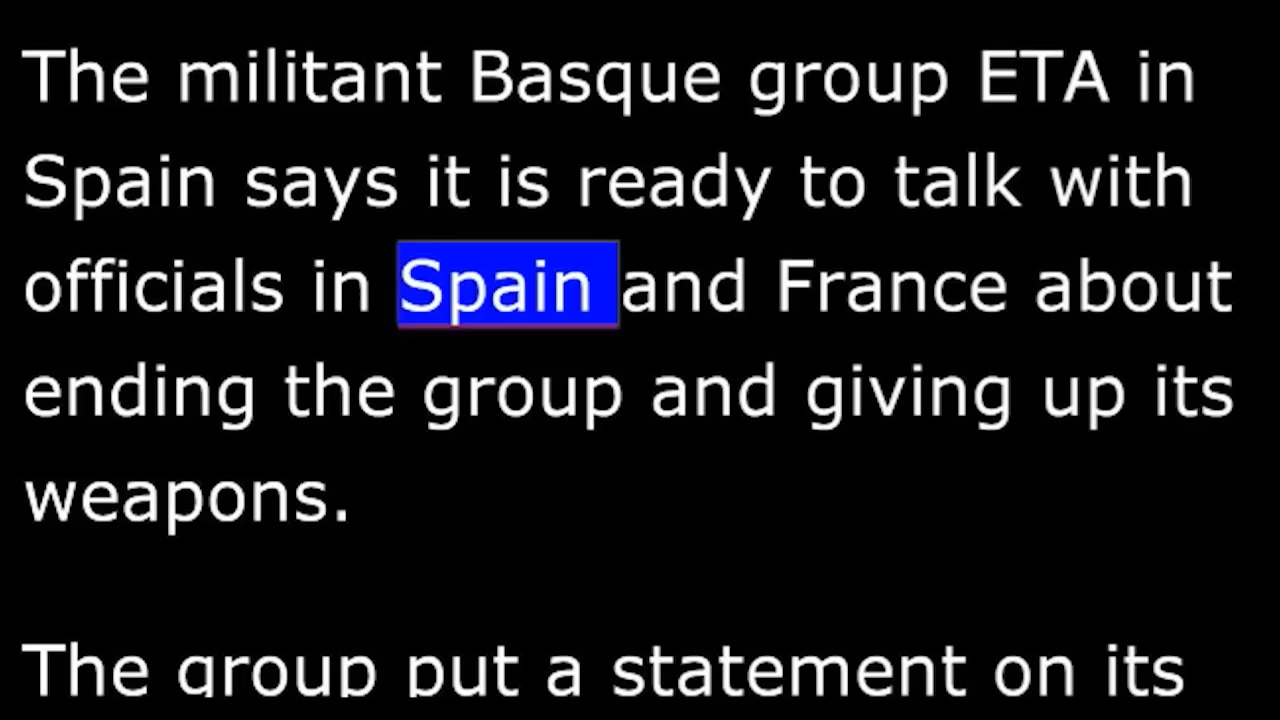 The militant Basque group ETA in
Spain says it is ready to talk with
officials in Spain and France about
ending the group and giving up its
weapons.
The group put a statement on its